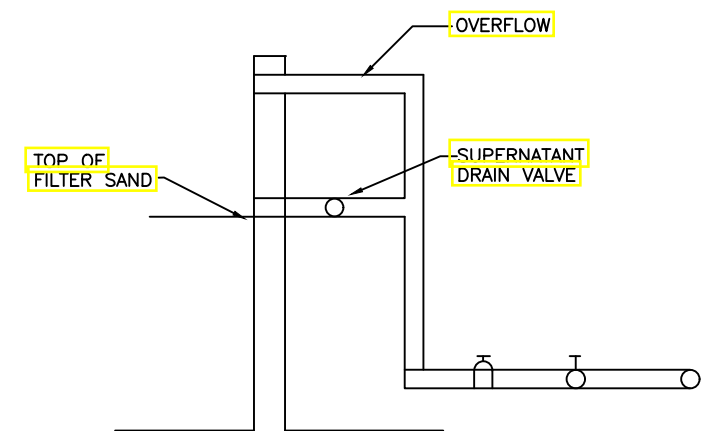 OVERFLOW
TOP OF
FILTER SAND
SUPERNATANT
DRAIN VALVE